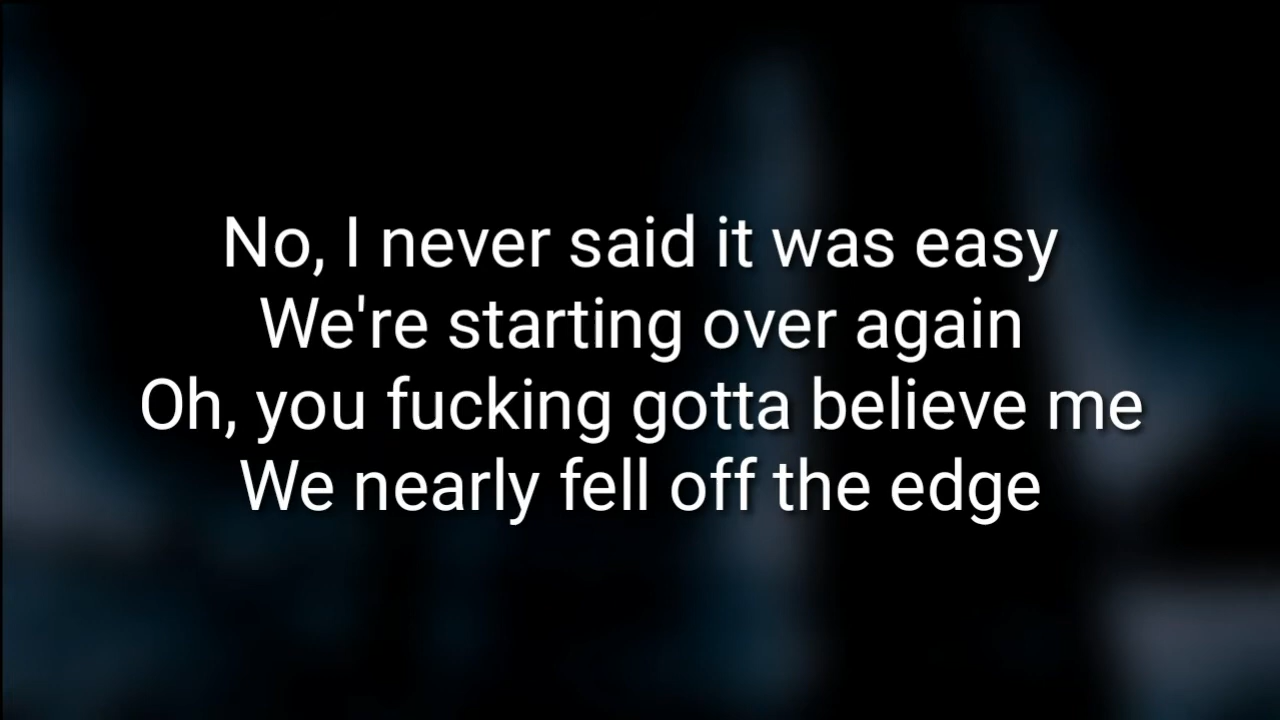 No, I never said it was easy
We're starting over again
Oh, you fucking gotta believe me
We nearly fell off the edge